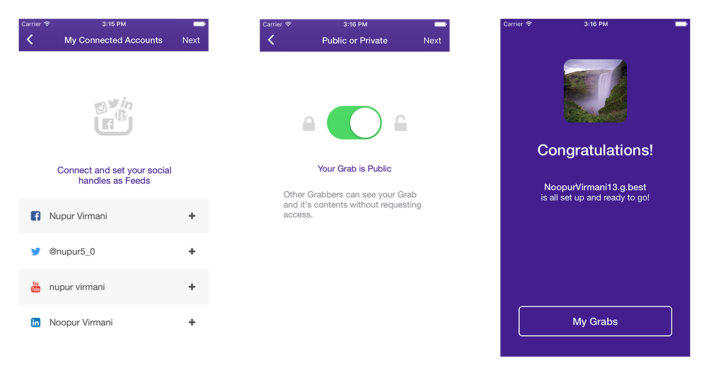 Carrier 3:15 PM
My Connected Accounts Next
Connect and set your social
handles as Feeds
Nupur Virmani +
@nupur5_0 +
You Tube nupur virmani +
in Noopur Virmani +
Carrier 3:16 PM
Public or Private Next
Your Grab is Public
Other Grabbers can see your Grab
and it's contents without requesting
access.
Carrier 3:16 PM
Congratulations!
NoopurVirmani13.g.best
is all set up and ready to go!
My Grabs